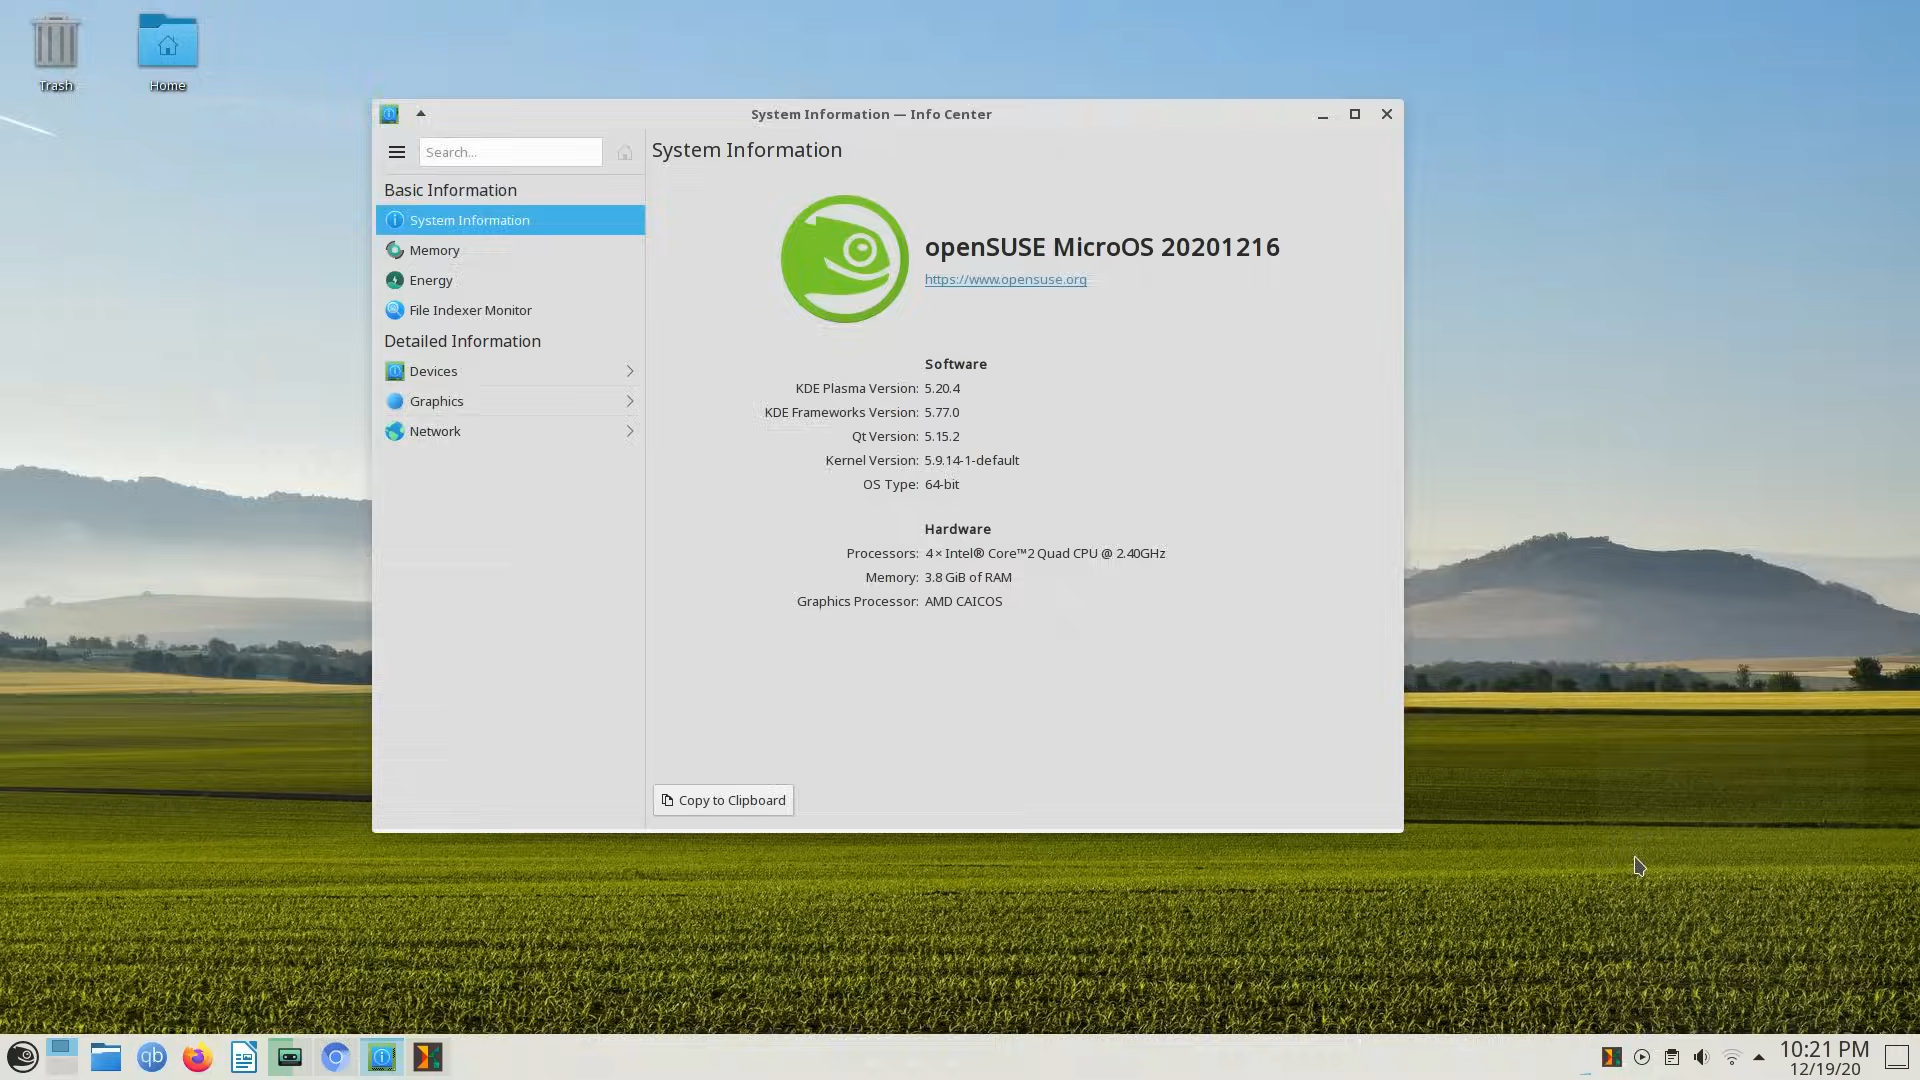 Trash
Home
System Information — Info Center
Search...
System Information
Basic Information
System Information
Memory
Energy
File Indexer Monitor
Detailed Information
Devices
Graphics
Network
openSUSE MicroOS 20201216
https://www.opensuse.org
Software
KDE Plasma Version: 5.20.4
KDE Frameworks Version: 5.77.0
Qt Version: 5.15.2
Kernel Version: 5.9.14-1-default
OS Type: 64-bit
Hardware
Processors: 4 × Intel® Core™2 Quad CPU @ 2.40GHz
Memory: 3.8 GiB of RAM
Graphics Processor: AMD CAICOS
Copy to Clipboard
qb
10:21 PM
12/19/20